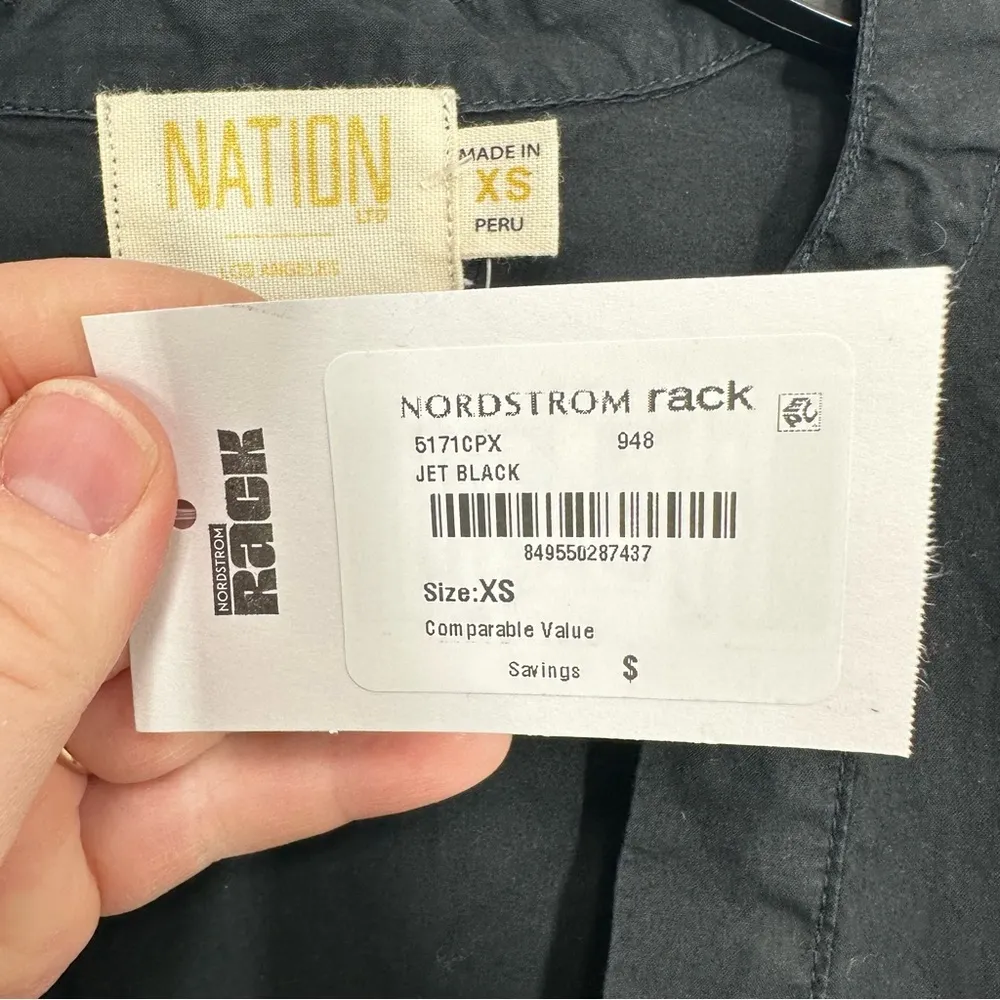 NATION
LTD
LOS ANGELES
MADE IN
XS
PERU
NORDSTROM
Rack
NORDSTROM rack
5171CPX 948
JET BLACK
849550287437
Size:XS
Comparable Value
Savings $